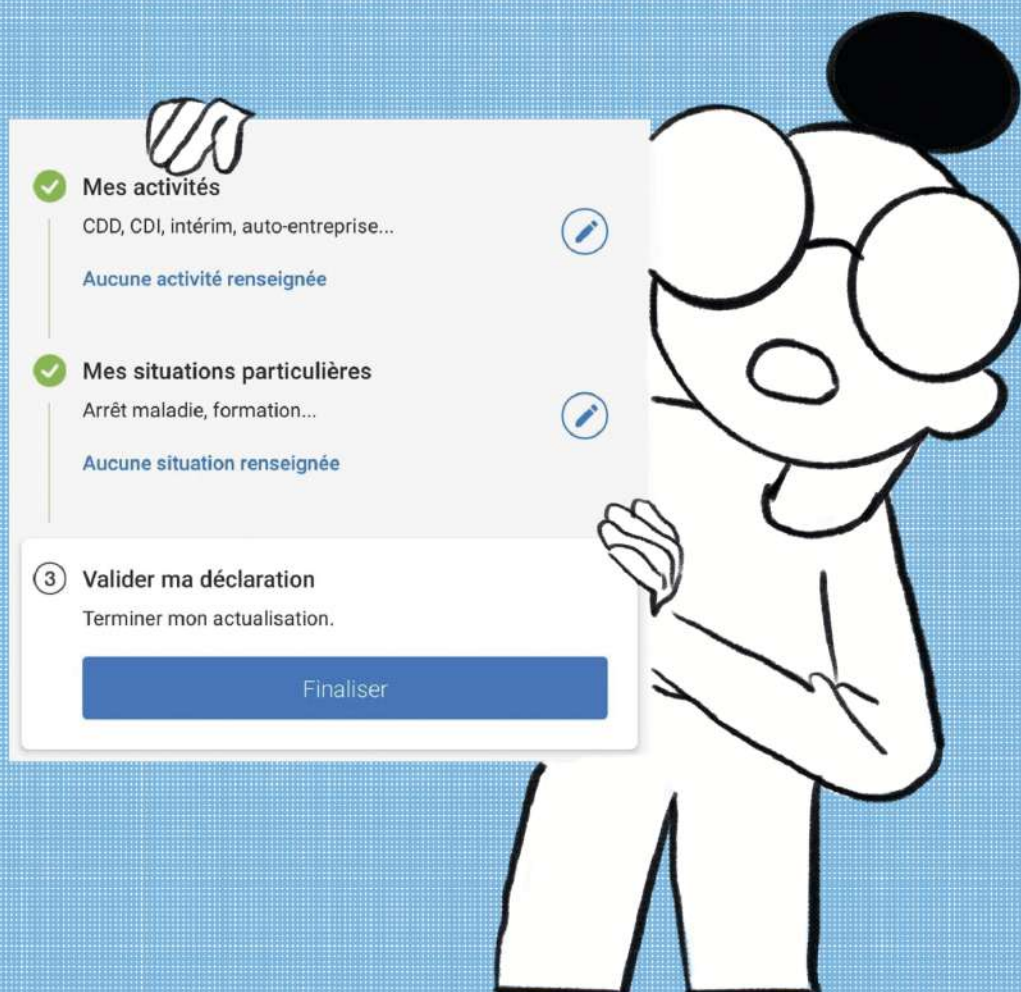 Mes activités
CDD, CDI, intérim, auto-entreprise...
Aucune activité renseignée
Mes situations particulières
Arrêt maladie, formation...
Aucune situation renseignée
3 Valider ma déclaration
Terminer mon actualisation.
Finaliser